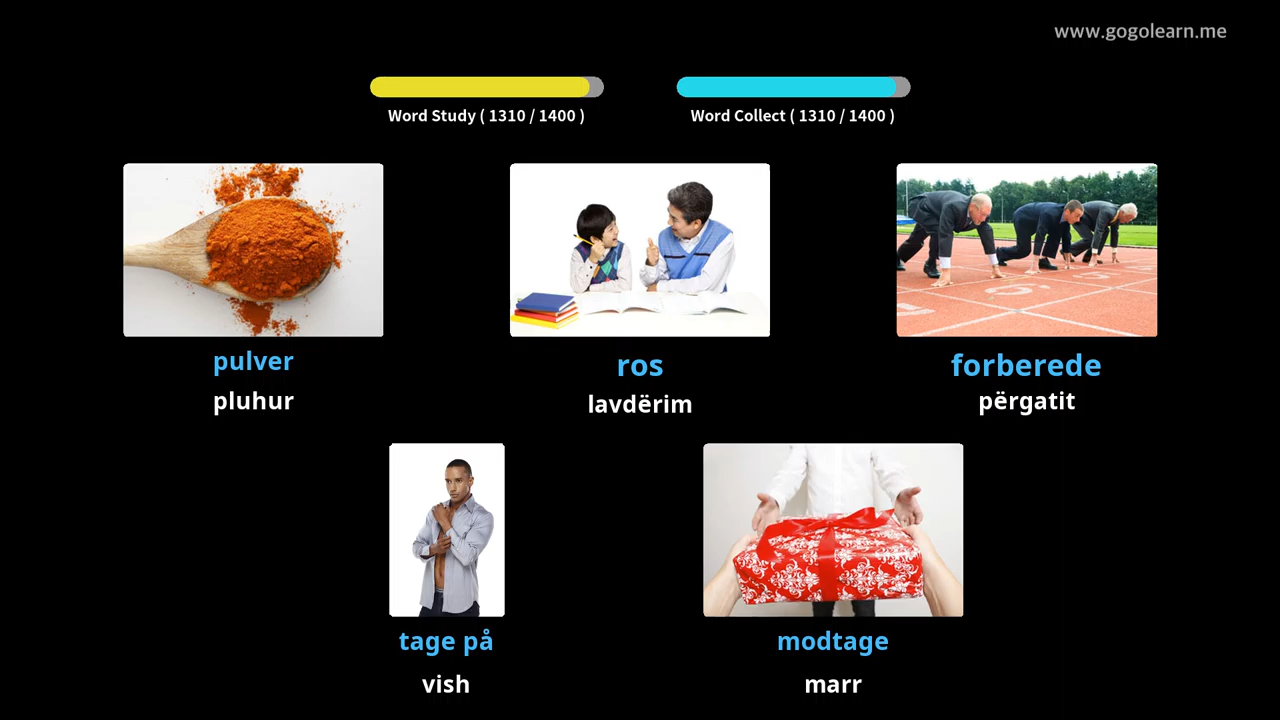 www.gogolearn.me
Word Study ( 1310 / 1400 )
Word Collect ( 1310 / 1400 )
pulver
pluhur
ros
lavdërim
forberede
përgatit
tage på
vish
modtage
marr